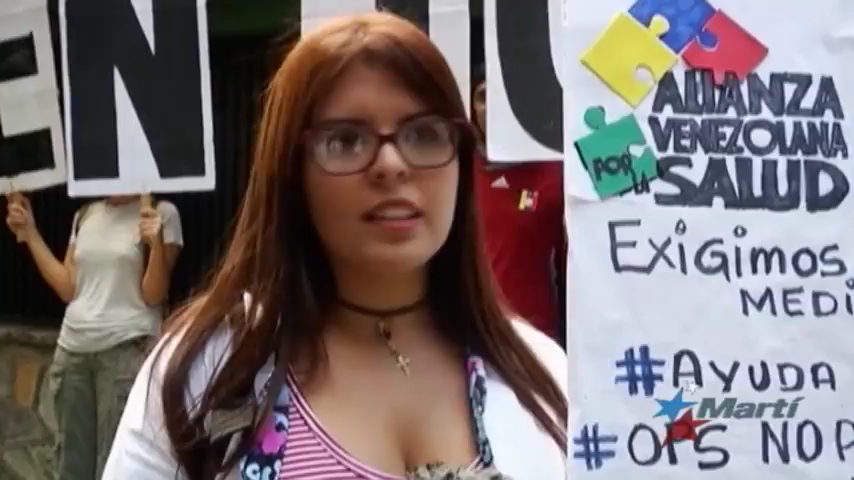 EN U
ALIANZA
VENEZOLANA
POR LA
SALUD
EXIGIMOS
MEDI
#AYUDA
Martí
#OPS NO